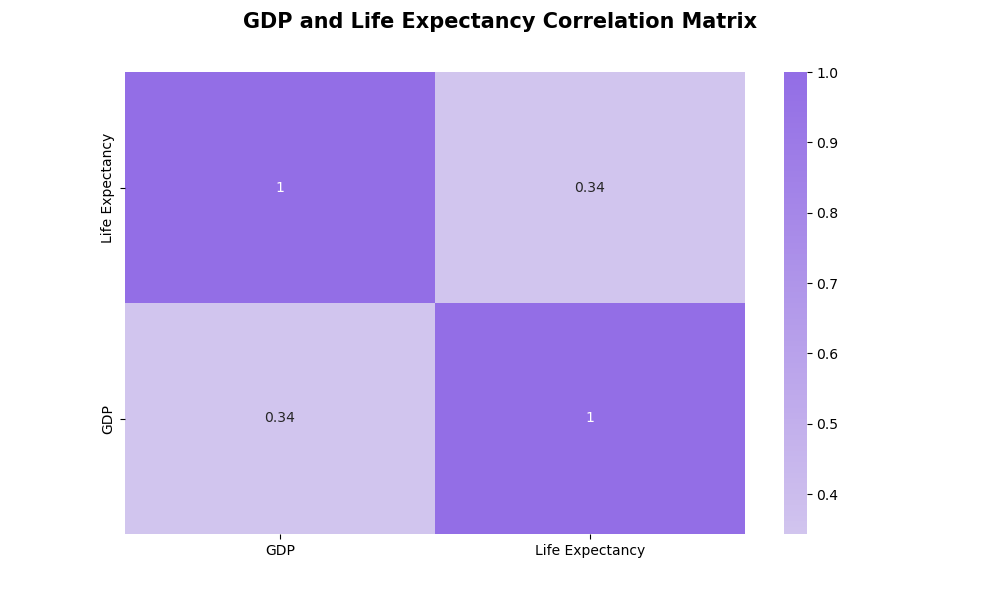 GDP and Life Expectancy Correlation Matrix
Life Expectancy
GDP
1
0.34
0.34
1
GDP
Life Expectancy
1.0
0.9
0.8
0.7
0.6
0.5
0.4